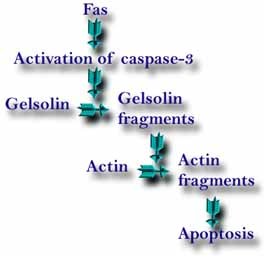 Fas
Activation of caspase-3
Gelsolin
Gelsolin
fragments
Actin
Actin
fragments
Apoptosis